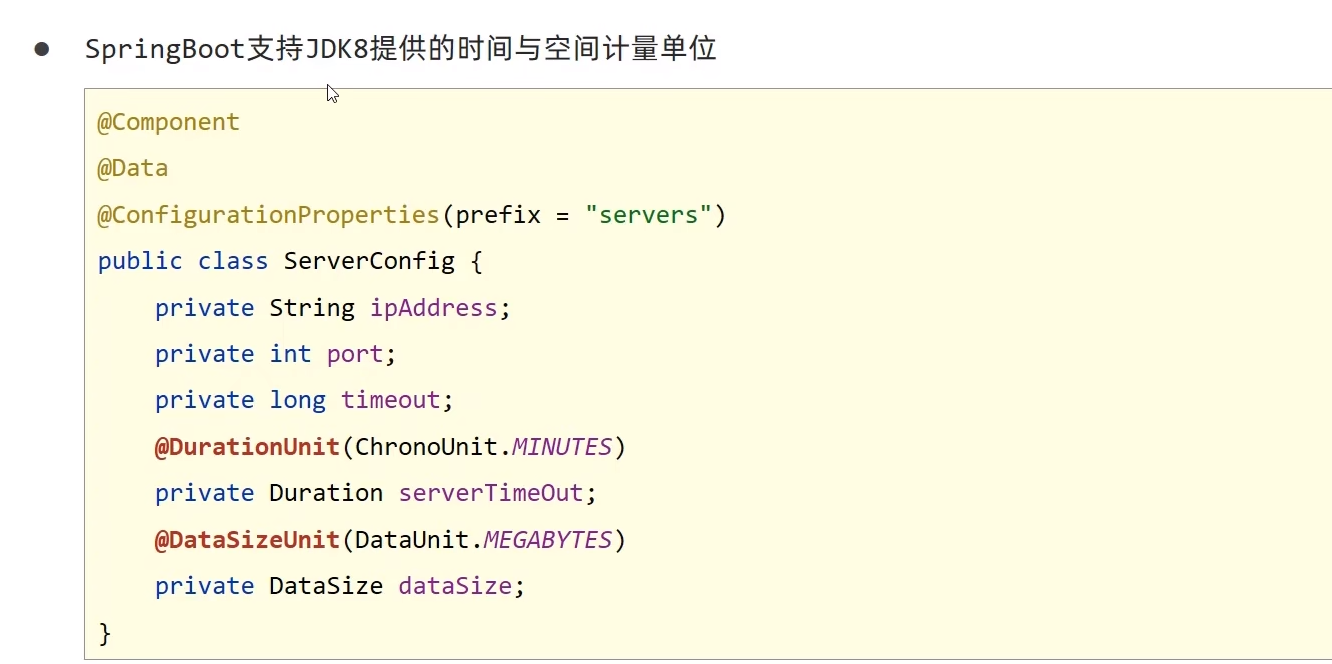 ● SpringBoot支持JDK8提供的时间与空间计量单位
@Component
@Data
@ConfigurationProperties(prefix = "servers")
public class ServerConfig {
    private String ipAddress;
    private int port;
    private long timeout;
    @DurationUnit(ChronoUnit.MINUTES)
    private Duration serverTimeOut;
    @DataSizeUnit(DataUnit.MEGABYTES)
    private DataSize dataSize;
}